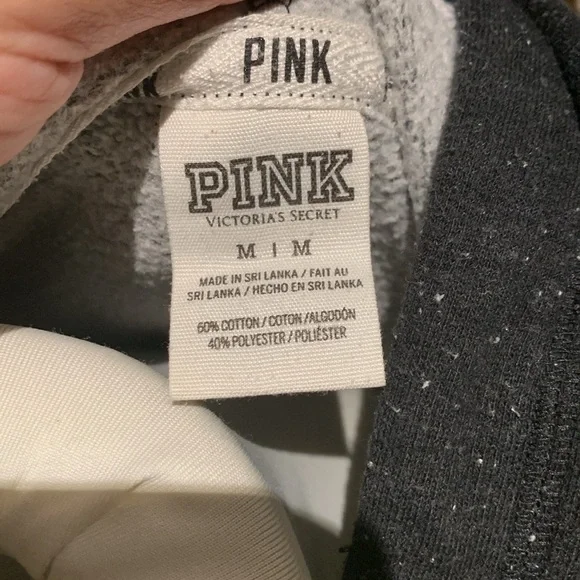 PINK
PINK
VICTORIA'S SECRET
M | M
MADE IN SRI LANKA / FAIT AU
SRI LANKA / HECHO EN SRI LANKA
60% COTTON / COTON / ALGODÓN
40% POLYESTER / POLIÉSTER